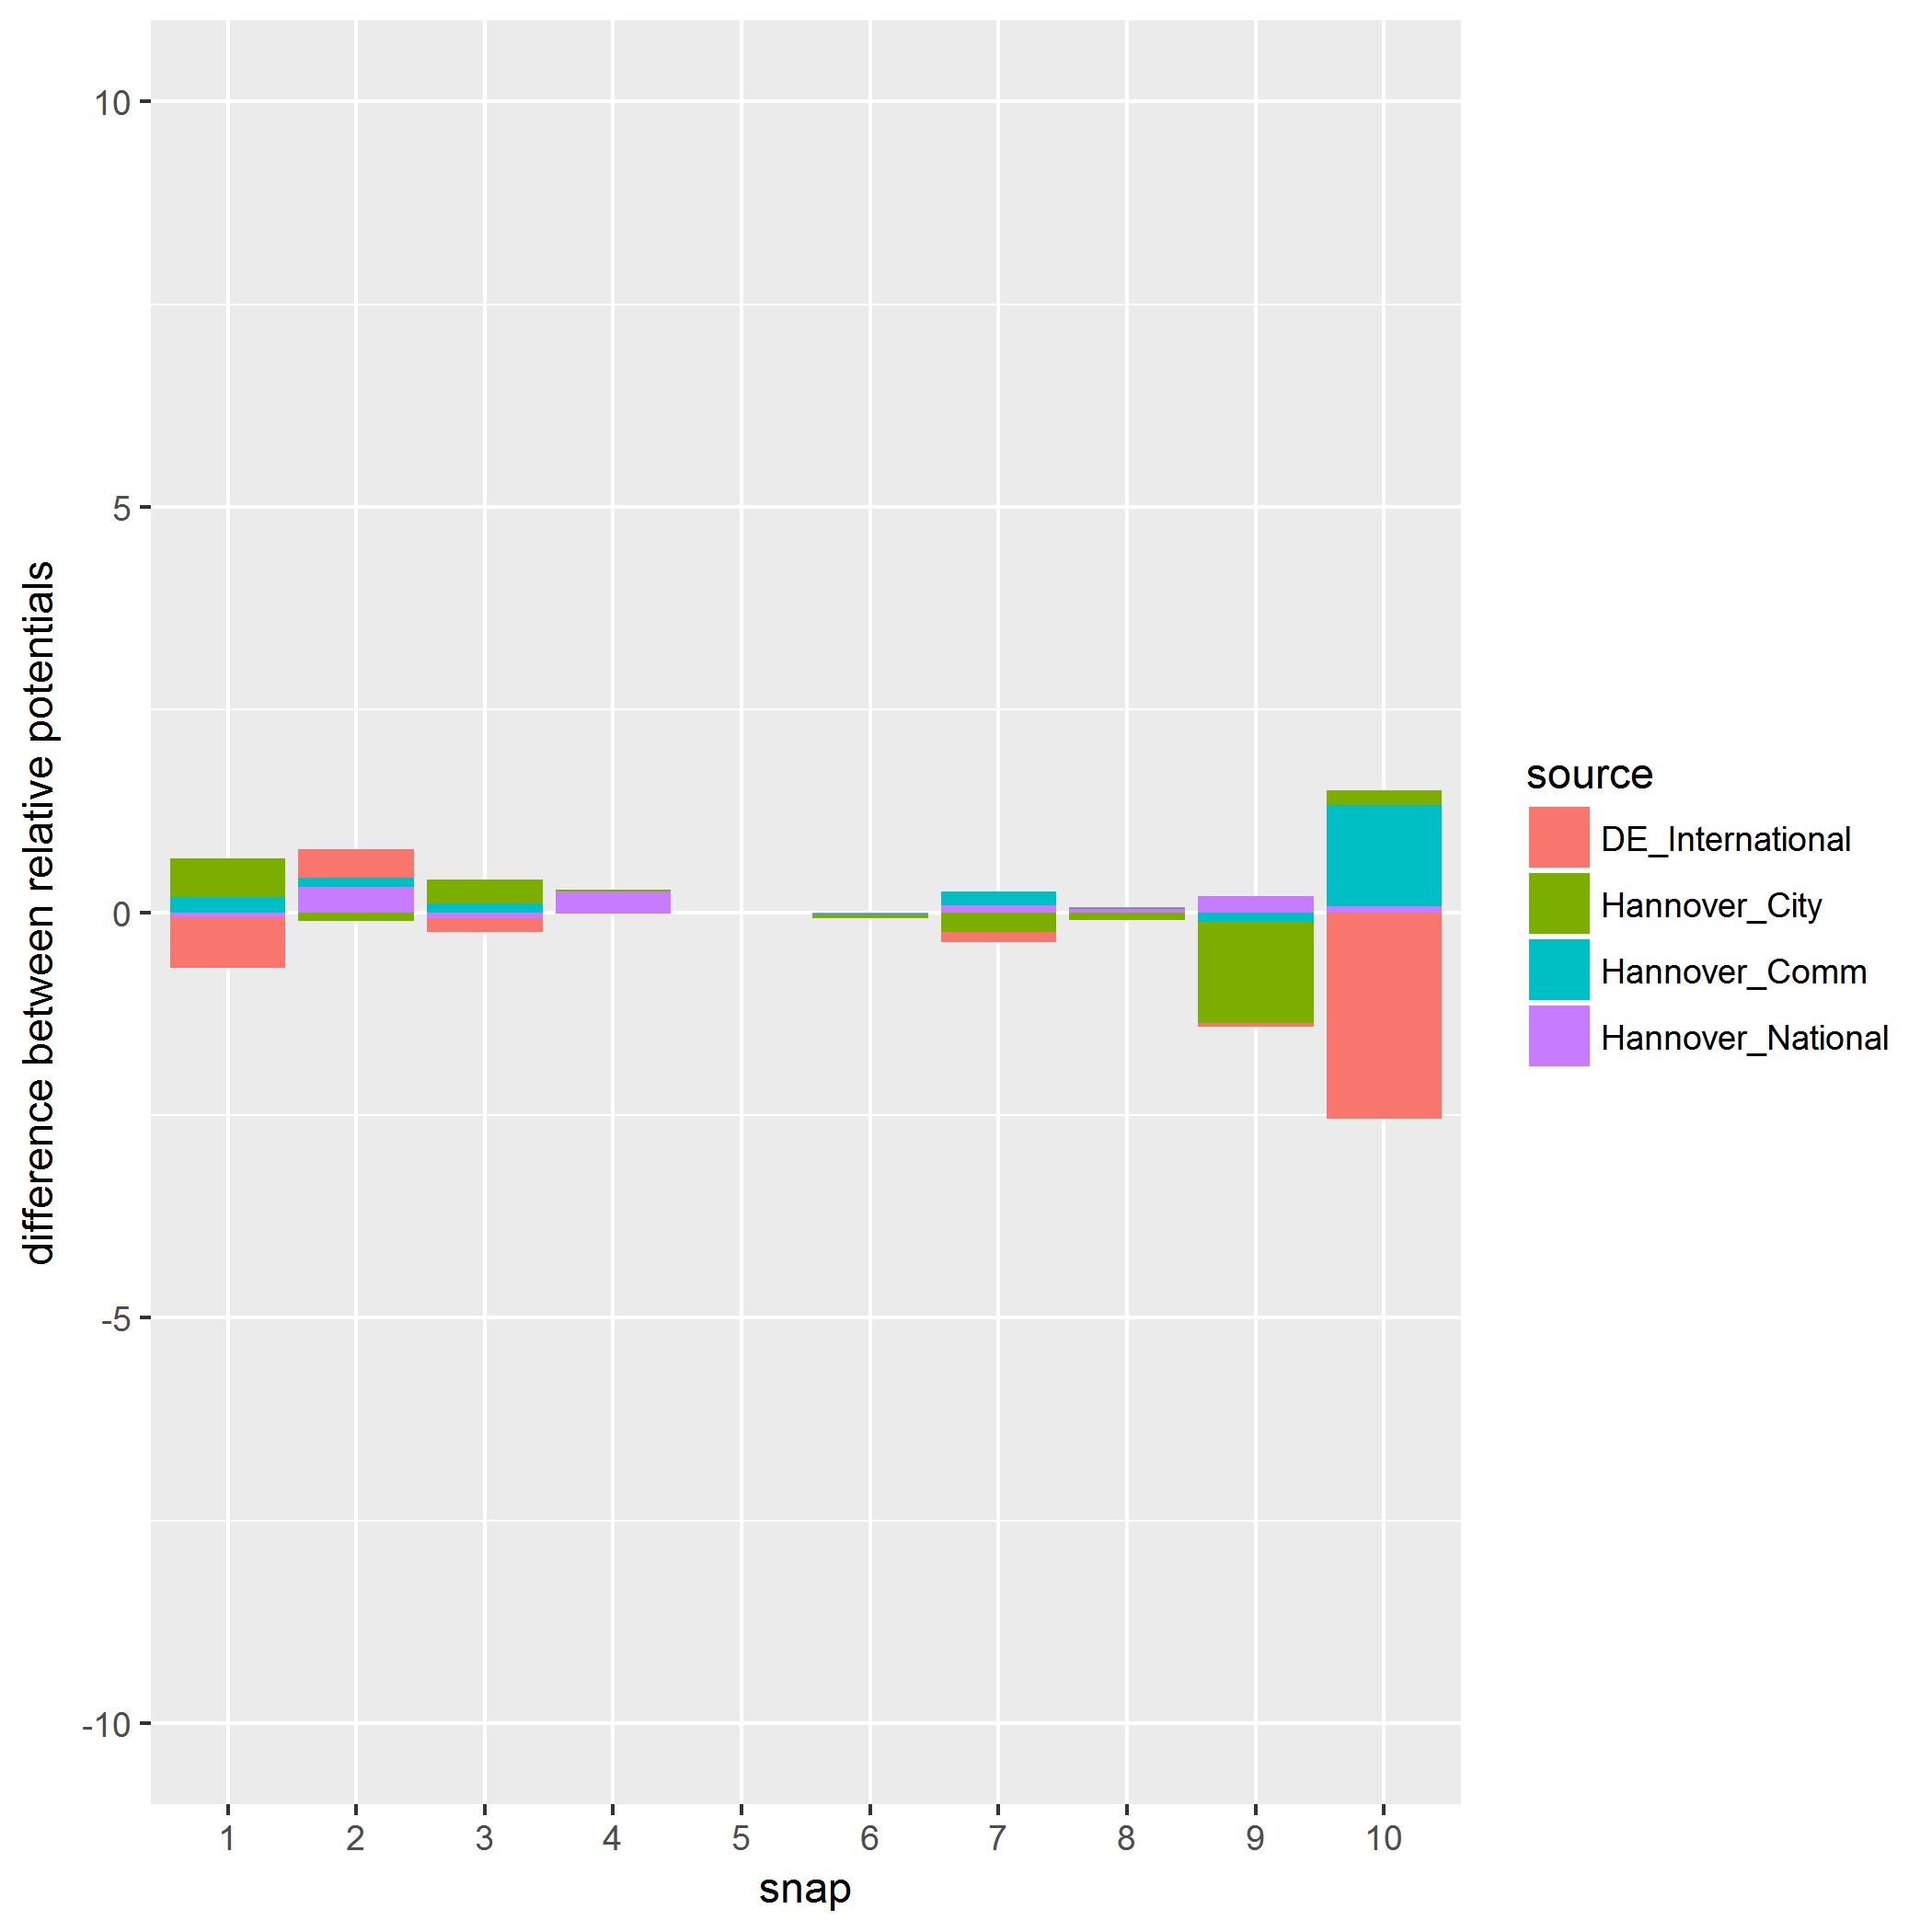 difference between relative potentials
10
5
0
-5
-10
1 2 3 4 5 6 7 8 9 10
snap
source
DE_International
Hannover_City
Hannover_Comm
Hannover_National